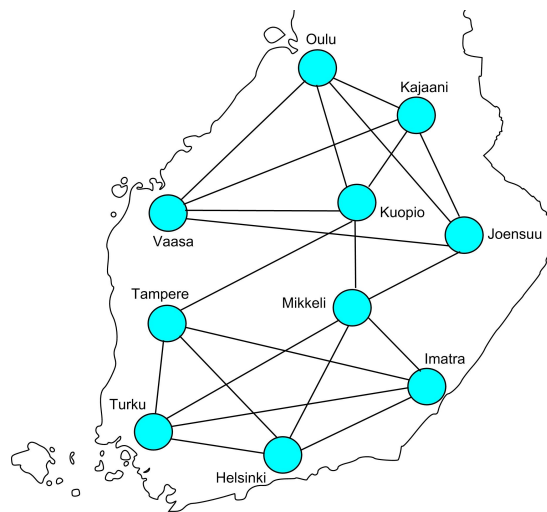 Oulu
Kajaani
Kuopio
Joensuu
Vaasa
Tampere
Mikkeli
Imatra
Turku
Helsinki